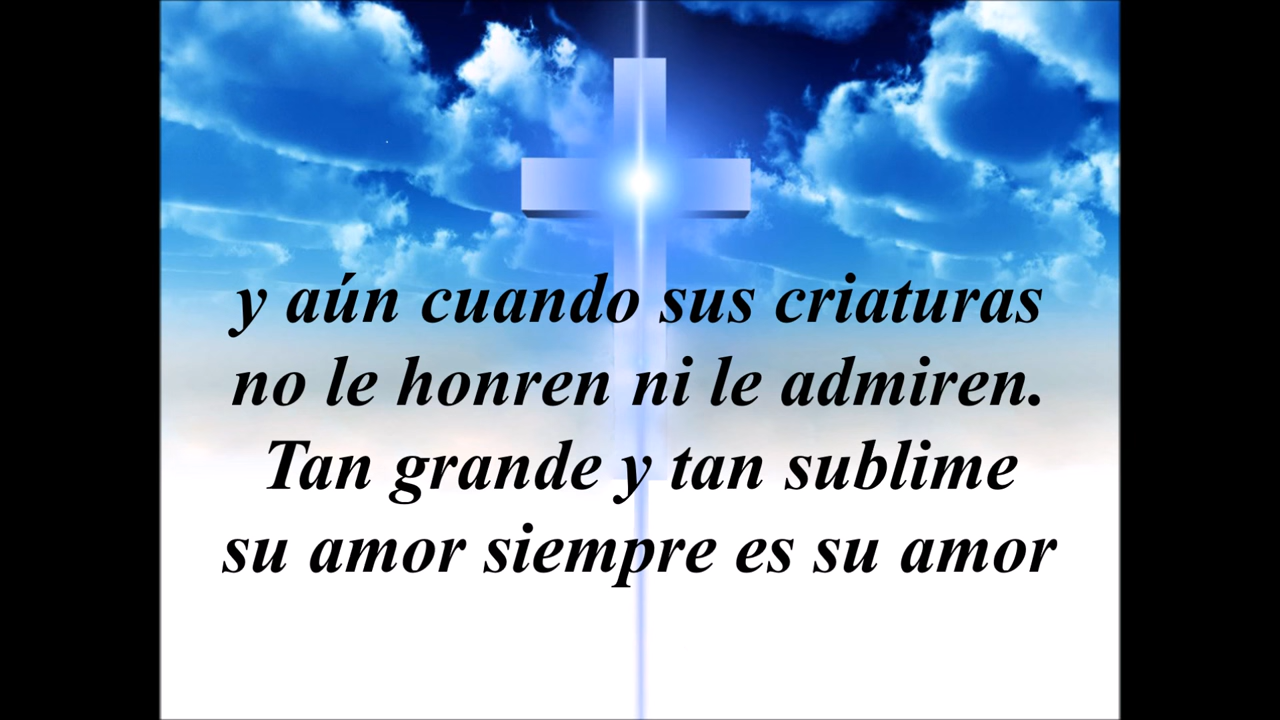 y aún cuando sus criaturas
no le honren ni le admiren.
Tan grande y tan sublime
su amor siempre es su amor